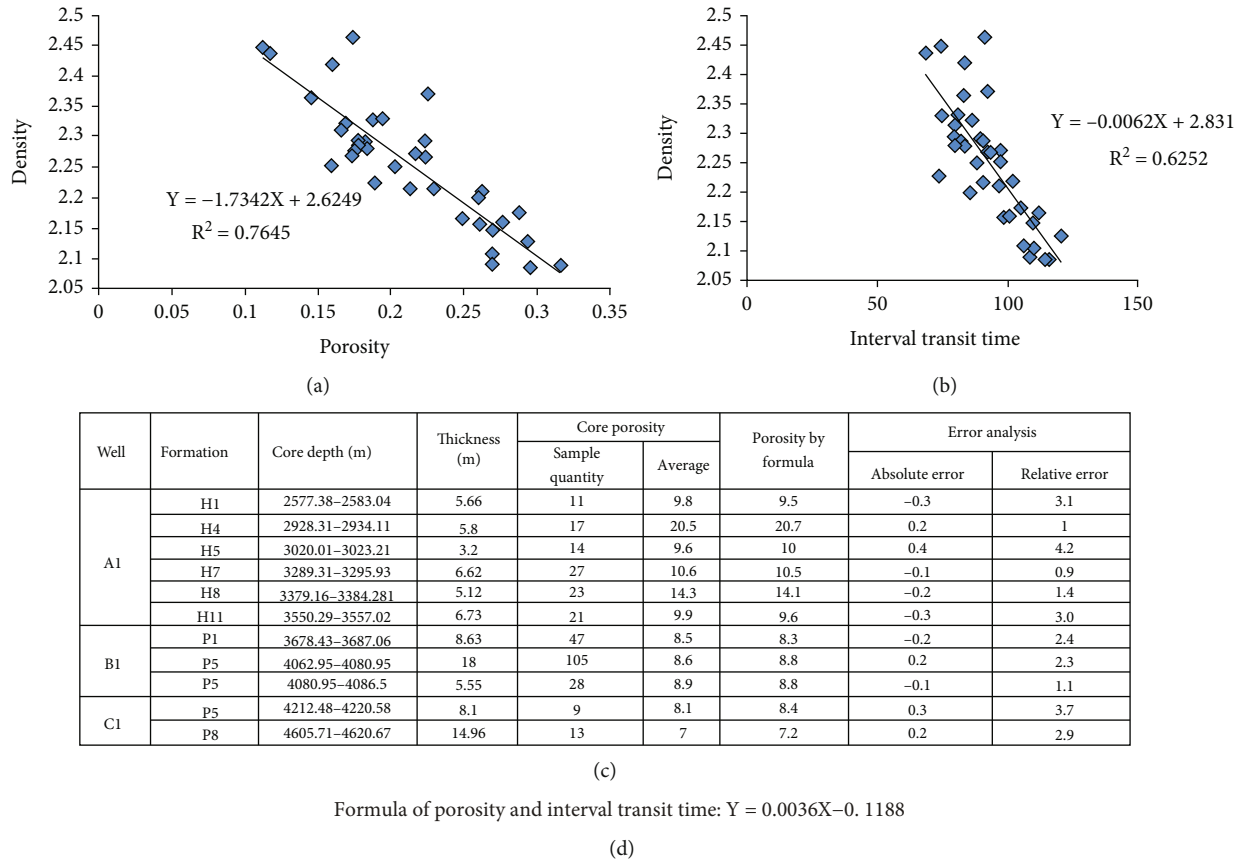 2.5
2.45
2.4
2.35
2.3
2.25
2.2
2.15
2.1
2.05
Density
0
0.05
0.1
0.15
0.2
0.25
0.3
0.35
Porosity
Y = −1.7342X + 2.6249
R² = 0.7645
(a)
2.5
2.45
2.4
2.35
2.3
2.25
2.2
2.15
2.1
2.05
Density
0
50
100
150
Interval transit time
Y = −0.0062X + 2.831
R² = 0.6252
(b)
Well Formation Core depth (m) Thickness (m) Core porosity Porosity by formula Error analysis
Sample quantity Average Absolute error Relative error
A1
H1 2577.38–2583.04 5.66 11 9.8 9.5 −0.3 3.1
H4 2928.31–2934.11 5.8 17 20.5 20.7 0.2 1
H5 3020.01–3023.21 3.2 14 9.6 10 0.4 4.2
H7 3289.31–3295.93 6.62 27 10.6 10.5 −0.1 0.9
H8 3379.16–3384.281 5.12 23 14.3 14.1 −0.2 1.4
H11 3550.29–3557.02 6.73 21 9.9 9.6 −0.3 3.0
B1
P1 3678.43–3687.06 8.63 47 8.5 8.3 −0.2 2.4
P5 4062.95–4080.95 18 105 8.6 8.8 0.2 2.3
P5 4080.95–4086.5 5.55 28 8.9 8.8 −0.1 1.1
C1
P5 4212.48–4220.58 8.1 9 8.1 8.4 0.3 3.7
P8 4605.71–4620.67 14.96 13 7 7.2 0.2 2.9
(c)
Formula of porosity and interval transit time: Y = 0.0036X−0. 1188
(d)